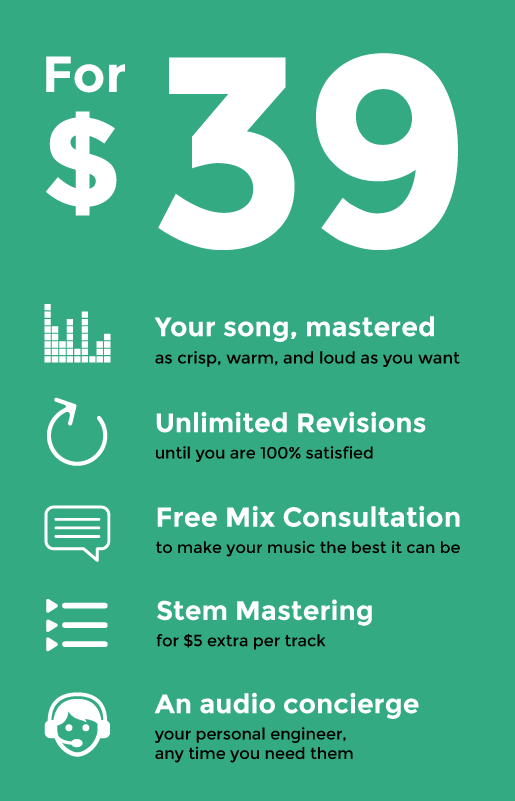 For
$ 39
Your song, mastered
as crisp, warm, and loud as you want
Unlimited Revisions
until you are 100% satisfied
Free Mix Consultation
to make your music the best it can be
Stem Mastering
for $5 extra per track
An audio concierge
your personal engineer,
any time you need them